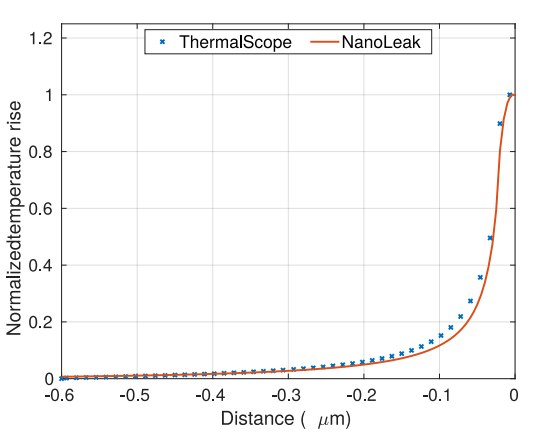 ThermalScope NanoLeak
1.2
1
0.8
0.6
0.4
0.2
0
-0.6 -0.5 -0.4 -0.3 -0.2 -0.1 0
Normalizedtemperature rise
Distance ( μm)